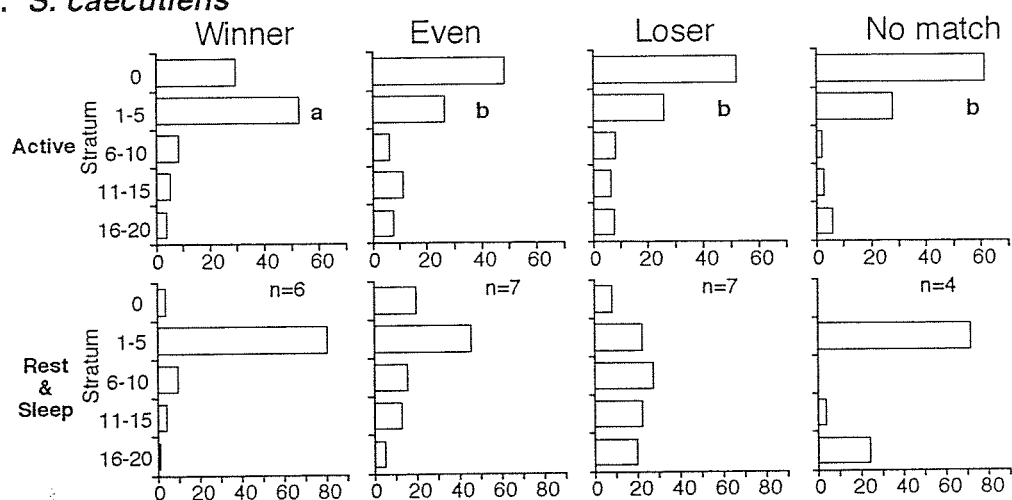 . S. caecutiens
Winner Even Loser No match
Active
Stratum
0
1-5 a b b b
6-10
11-15
16-20
0 20 40 60 0 20 40 60 0 20 40 60 0 20 40 60
n=6 n=7 n=7 n=4
Rest
&
Sleep
Stratum
0
1-5
6-10
11-15
16-20
0 20 40 60 80 0 20 40 60 80 0 20 40 60 80 0 20 40 60 80